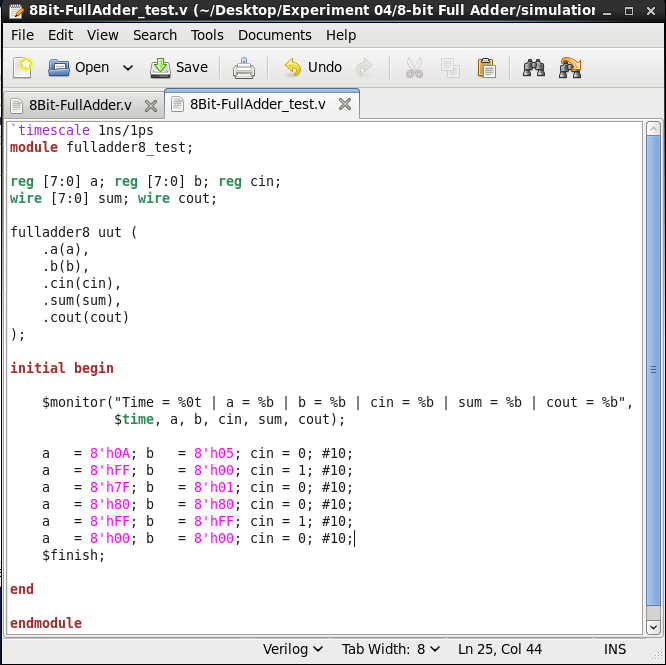 8Bit-FullAdder_test.v (~/Desktop/Experiment 04/8-bit Full Adder/simulation
File Edit View Search Tools Documents Help
Open Save Undo
8Bit-FullAdder.v 8Bit-FullAdder_test.v
`timescale 1ns/1ps
module fulladder8_test;
reg [7:0] a; reg [7:0] b; reg cin;
wire [7:0] sum; wire cout;
fulladder8 uut (
    .a(a),
    .b(b),
    .cin(cin),
    .sum(sum),
    .cout(cout)
);
initial begin
    $monitor("Time = %0t | a = %b | b = %b | cin = %b | sum = %b | cout = %b",
             $time, a, b, cin, sum, cout);
    a   = 8'h0A; b   = 8'h05; cin = 0; #10;
    a   = 8'hFF; b   = 8'h00; cin = 1; #10;
    a   = 8'h7F; b   = 8'h01; cin = 0; #10;
    a   = 8'h80; b   = 8'h80; cin = 0; #10;
    a   = 8'hFF; b   = 8'hFF; cin = 1; #10;
    a   = 8'h00; b   = 8'h00; cin = 0; #10;
    $finish;
end
endmodule
Verilog Tab Width: 8 Ln 25, Col 44 INS